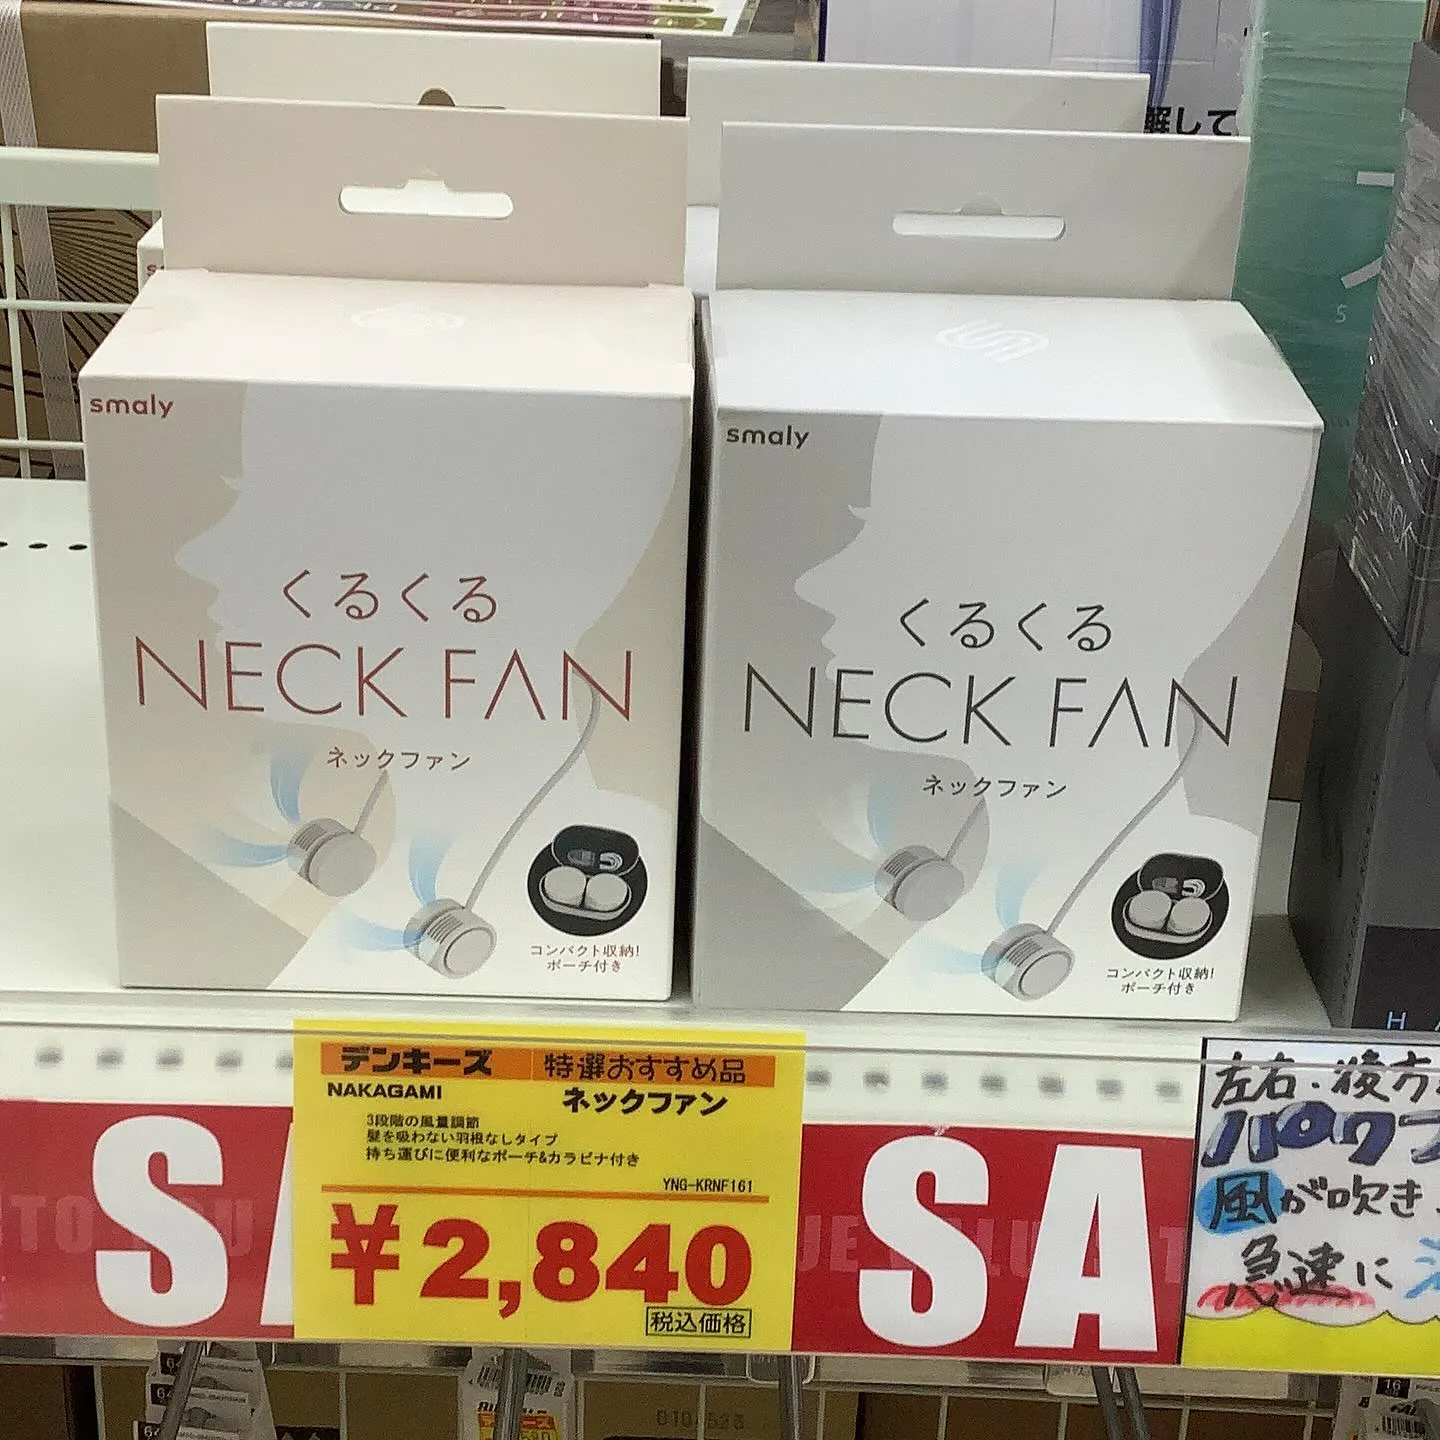 解して
smaly
くるくる
NECK FAN
ネックファン
コンパクト収納!
ポーチ付き
smaly
くるくる
NECK FAN
ネックファン
コンパクト収納!
ポーチ付き
デンキーズ 特選おすすめ品
NAKAGAMI ネックファン
3段階の風量調節
髪を吸わない羽根なしタイプ
持ち運びに便利なポーチ&カラビナ付き
YNG-KRNF161
¥2,840
税込価格
SA
SA
左右・後方
パワフ
風が吹き
急速に